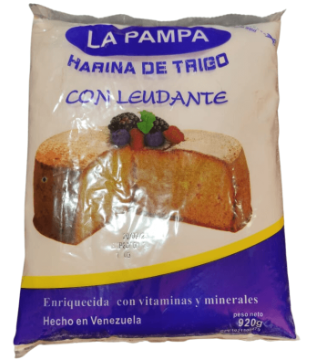 LA PAMPA
HARINA DE TRIGO
CON LEUDANTE
Enriquecida con vitaminas y minerales
Hecho en Venezuela
peso neto
920g